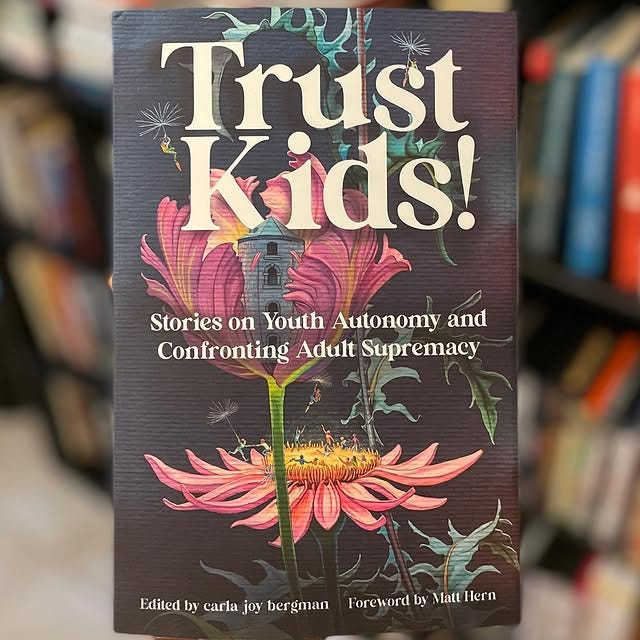 Trust
Kids!
Stories on Youth Autonomy and
Confronting Adult Supremacy
Edited by carla joy bergman Foreword by Matt Hern